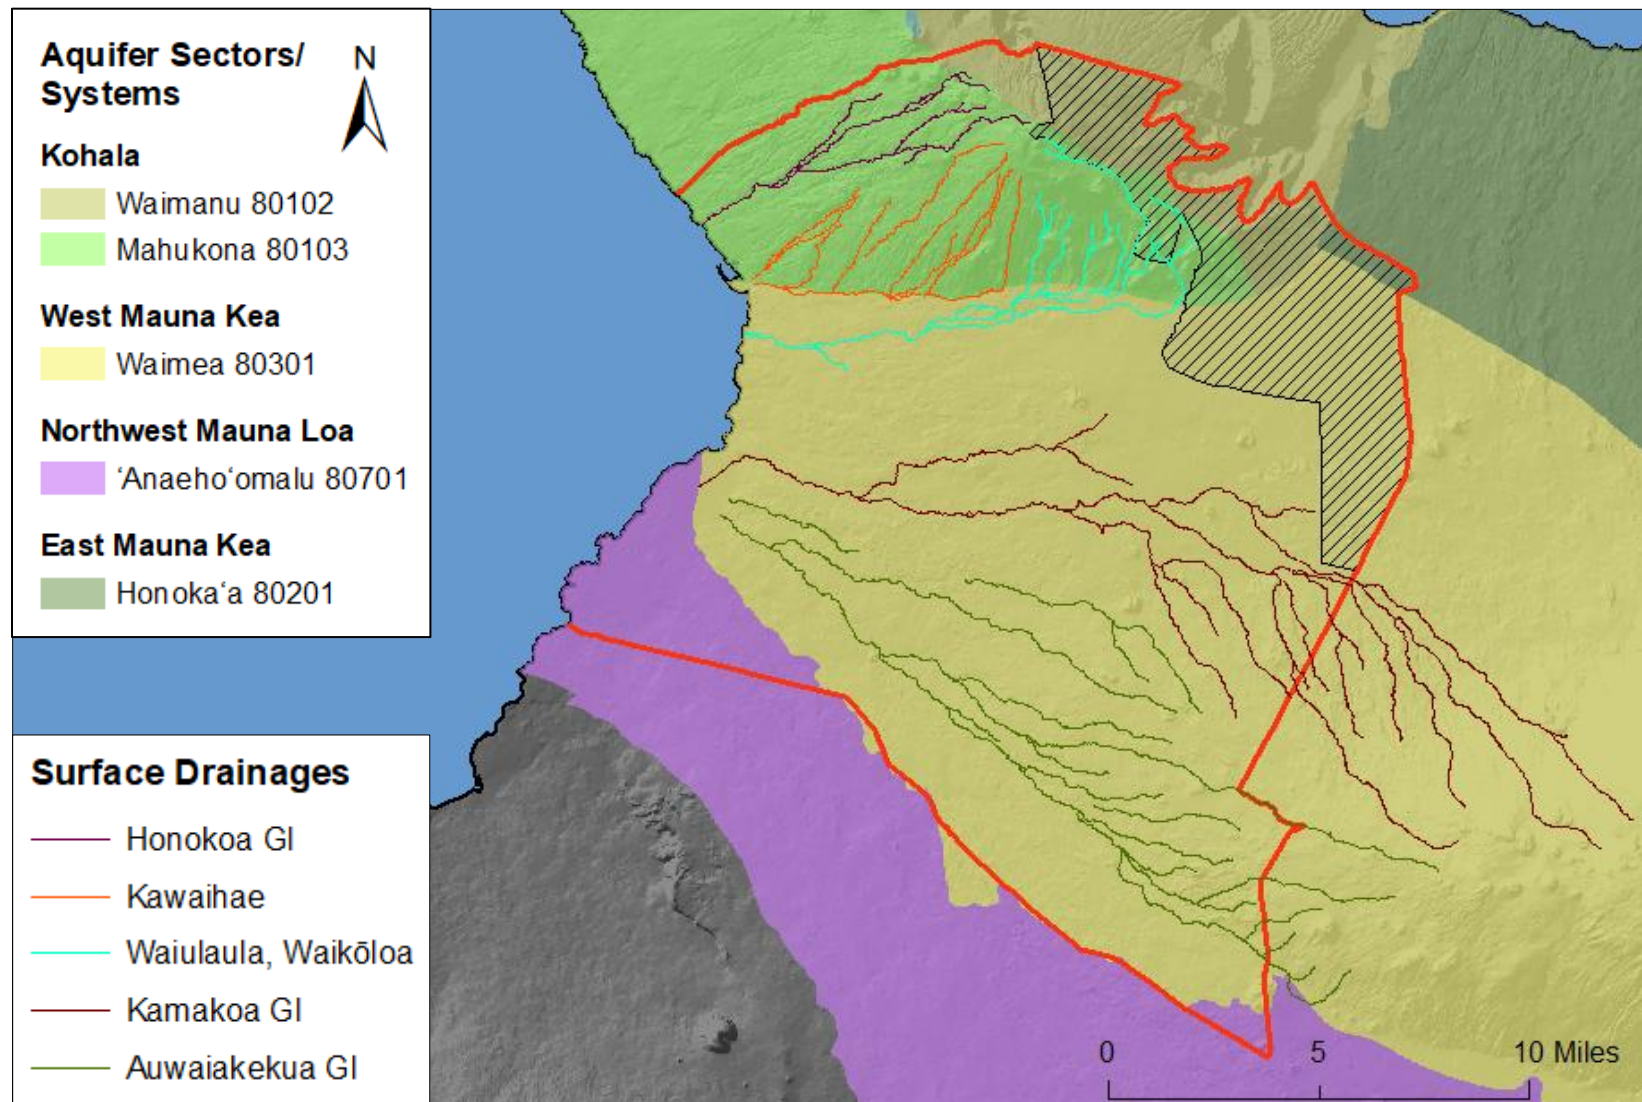 Aquifer Sectors/
Systems
N
Kohala
Waimanu 80102
Mahukona 80103
West Mauna Kea
Waimea 80301
Northwest Mauna Loa
ʻAnaehoʻomalu 80701
East Mauna Kea
Honokaʻa 80201
Surface Drainages
Honokoa Gl
Kawaihae
Waiulaula, Waikōloa
Kamakoa Gl
Auwaiakekua Gl
0 5 10 Miles